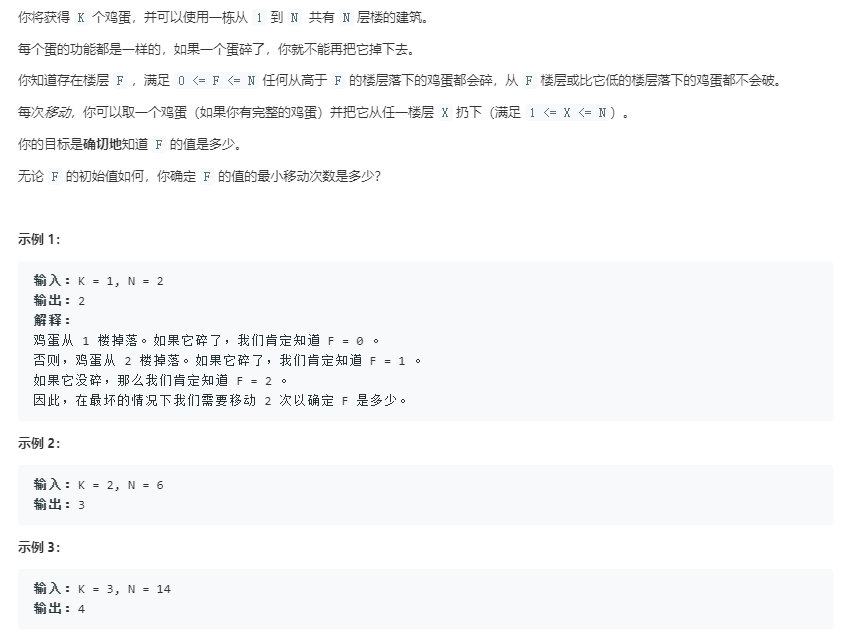 你将获得 K 个鸡蛋，并可以使用一栋从 1 到 N 共有 N 层楼的建筑。
每个蛋的功能都是一样的，如果一个蛋碎了，你就不能再把它掉下去。
你知道存在楼层 F ，满足 0 <= F <= N 任何从高于 F 的楼层落下的鸡蛋都会碎，从 F 楼层或比它低的楼层落下的鸡蛋都不会破。
每次移动，你可以取一个鸡蛋（如果你有完整的鸡蛋）并把它从任一楼层 X 扔下（满足 1 <= X <= N）。
你的目标是确切地知道 F 的值是多少。
无论 F 的初始值如何，你确定 F 的值的最小移动次数是多少？
示例 1：
输入：K = 1, N = 2
输出：2
解释：
鸡蛋从 1 楼掉落。如果它碎了，我们肯定知道 F = 0 。
否则，鸡蛋从 2 楼掉落。如果它碎了，我们肯定知道 F = 1 。
如果它没碎，那么我们肯定知道 F = 2 。
因此，在最坏的情况下我们需要移动 2 次以确定 F 是多少。
示例 2：
输入：K = 2, N = 6
输出：3
示例 3：
输入：K = 3, N = 14
输出：4